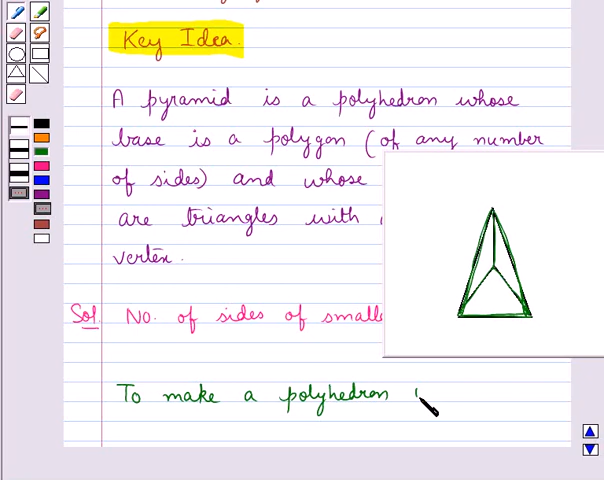 Key Idea.
A pyramid is a polyhedron whose
base is a polygon (of any number
of sides) and whose
are triangles with
vertex.
Sol. No. of sides of
To make a polyhedron